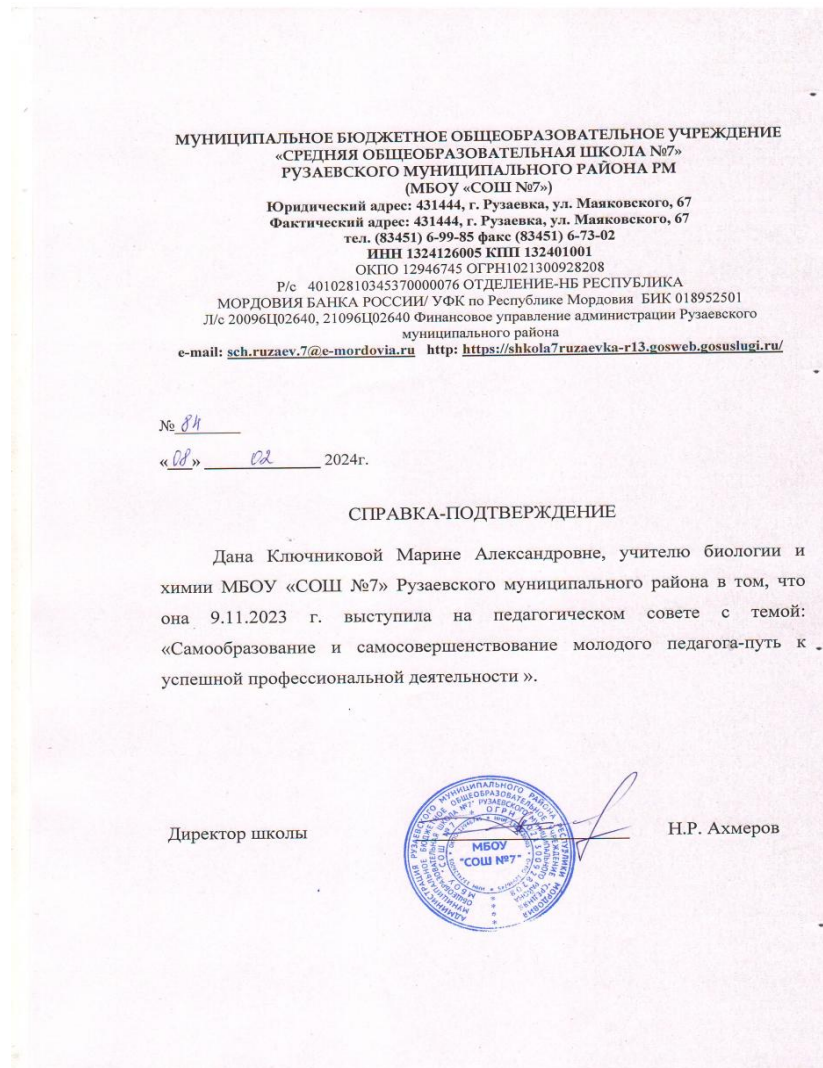 МУНИЦИПАЛЬНОЕ БЮДЖЕТНОЕ ОБЩЕОБРАЗОВАТЕЛЬНОЕ УЧРЕЖДЕНИЕ
«СРЕДНЯЯ ОБЩЕОБРАЗОВАТЕЛЬНАЯ ШКОЛА №7»
РУЗАЕВСКОГО МУНИЦИПАЛЬНОГО РАЙОНА РМ
(МБОУ «СОШ №7»)
Юридический адрес: 431444, г. Рузаевка, ул. Маяковского, 67
Фактический адрес: 431444, г. Рузаевка, ул. Маяковского, 67
тел. (83451) 6-99-85 факс (83451) 6-73-02
ИНН 1324126005 КПП 132401001
ОКПО 12946745 ОГРН1021300928208
Р/с 40102810345370000076 ОТДЕЛЕНИЕ-НБ РЕСПУБЛИКА
МОРДОВИЯ БАНКА РОССИИ/ УФК по Республике Мордовия БИК 018952501
Л/с 20096Ц02640, 21096Ц02640 Финансовое управление администрации Рузаевского
муниципального района
e-mail: sch.ruzaev.7@e-mordovia.ru http: https://shkola7ruzaevka-r13.gosweb.gosuslugi.ru/
№ 84
«08» 02 2024г.
СПРАВКА-ПОДТВЕРЖДЕНИЕ
Дана Ключниковой Марине Александровне, учителю биологии и
химии МБОУ «СОШ №7» Рузаевского муниципального района в том, что
она 9.11.2023 г. выступила на педагогическом совете с темой:
«Самообразование и самосовершенствование молодого педагога-путь к
успешной профессиональной деятельности ».
Директор школы
Н.Р. Ахмеров
АДМИНИСТРАЦИЯ РУЗАЕВСКОГО МУНИЦИПАЛЬНОГО РАЙОНА РЕСПУБЛИКИ МОРДОВИЯ
МБОУ
"СОШ №7"